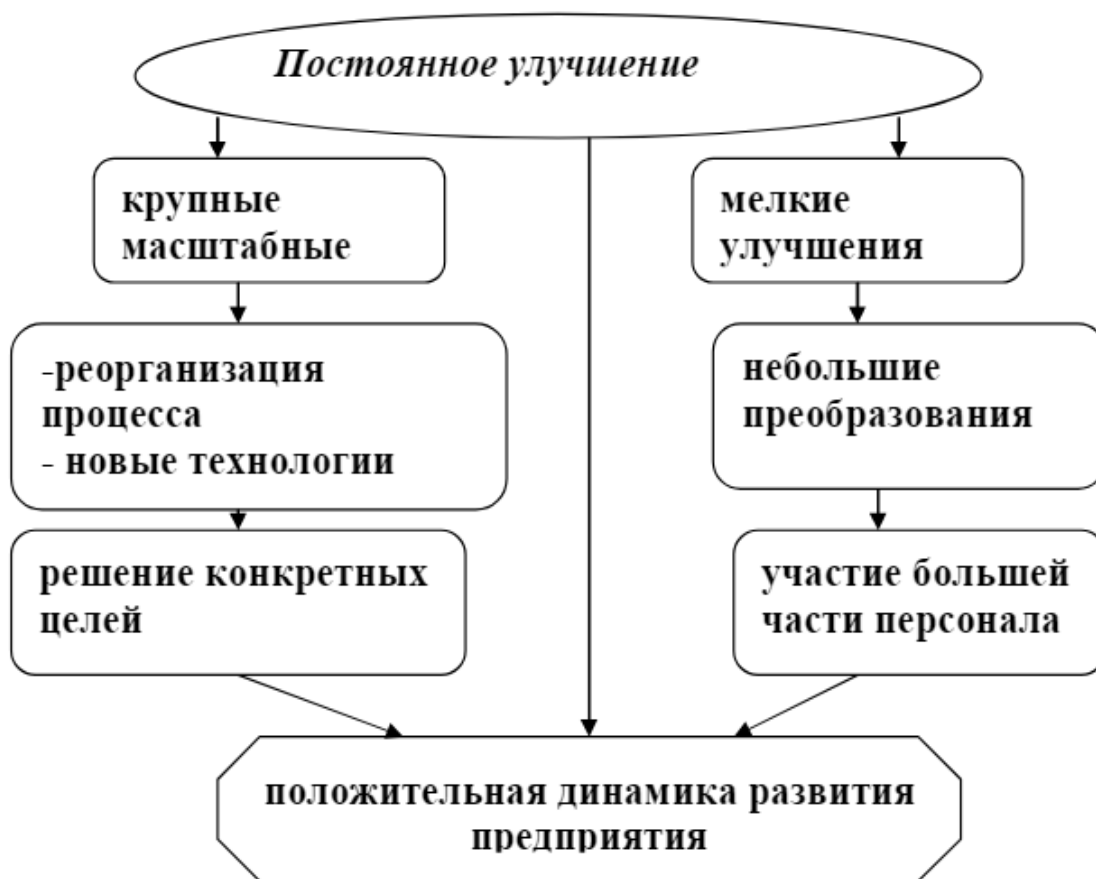 Постоянное улучшение
крупные
масштабные
мелкие
улучшения
-реорганизация
процесса
- новые технологии
небольшие
преобразования
решение конкретных
целей
участие большей
части персонала
положительная динамика развития
предприятия